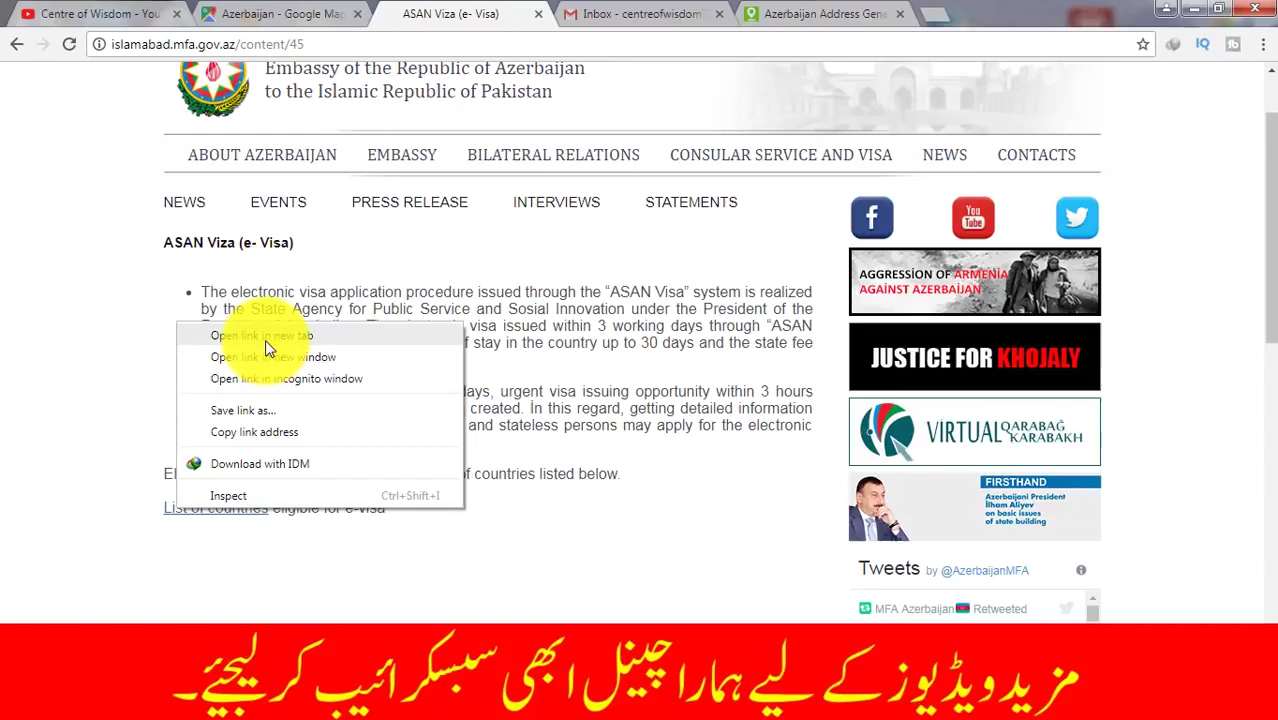 Centre of Wisdom - You
Azerbaijan - Google Map
ASAN Viza (e- Visa)
Inbox - centreofwisdom
Azerbaijan Address Gene
islamabad.mfa.gov.az/content/45
Embassy of the Republic of Azerbaijan
to the Islamic Republic of Pakistan
ABOUT AZERBAIJAN EMBASSY BILATERAL RELATIONS CONSULAR SERVICE AND VISA NEWS CONTACTS
NEWS EVENTS PRESS RELEASE INTERVIEWS STATEMENTS
ASAN Viza (e- Visa)
The electronic visa application procedure issued through the “ASAN Visa” system is realized
by the State Agency for Public Service and Sosial Innovation under the President of the
visa issued within 3 working days through “ASAN
of stay in the country up to 30 days and the state fee
days, urgent visa issuing opportunity within 3 hours
created. In this regard, getting detailed information
and stateless persons may apply for the electronic
of countries listed below.
List of countries eligible for e-visa
Open link in new tab
Open link in new window
Open link in incognito window
Save link as...
Copy link address
Download with IDM
Inspect Ctrl+Shift+I
You
Tube
AGGRESSION OF ARMENIA
AGAINST AZERBAIJAN
JUSTICE FOR KHOJALY
VIRTUAL QARABAĞ
KARABAKH
FIRSTHAND
Azerbaijani President
Ilham Aliyev
on basic issues
of state building
Tweets by @AzerbaijanMFA
MFA Azerbaijan Retweeted
مزید ویڈیوز کے لیے ہمارا چینل ابھی سبسکرائیب کر لیجئیے۔